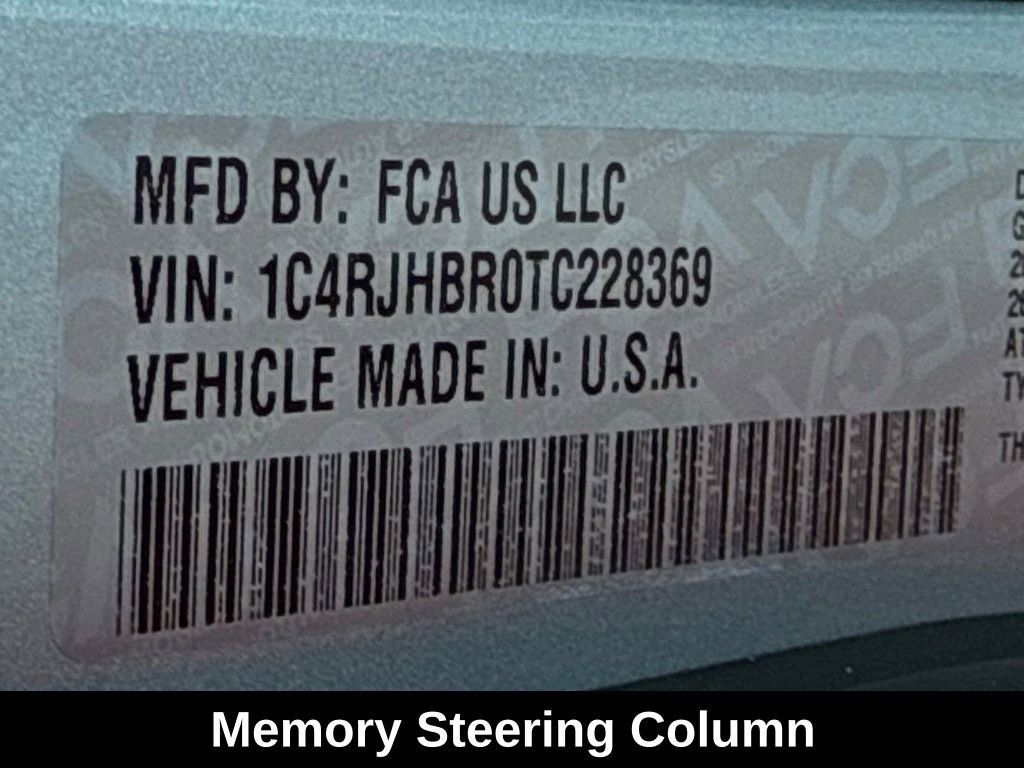 MFD BY: FCA US LLC
VIN: 1C4RJHBR0TC228369
VEHICLE MADE IN: U.S.A.
Memory Steering Column